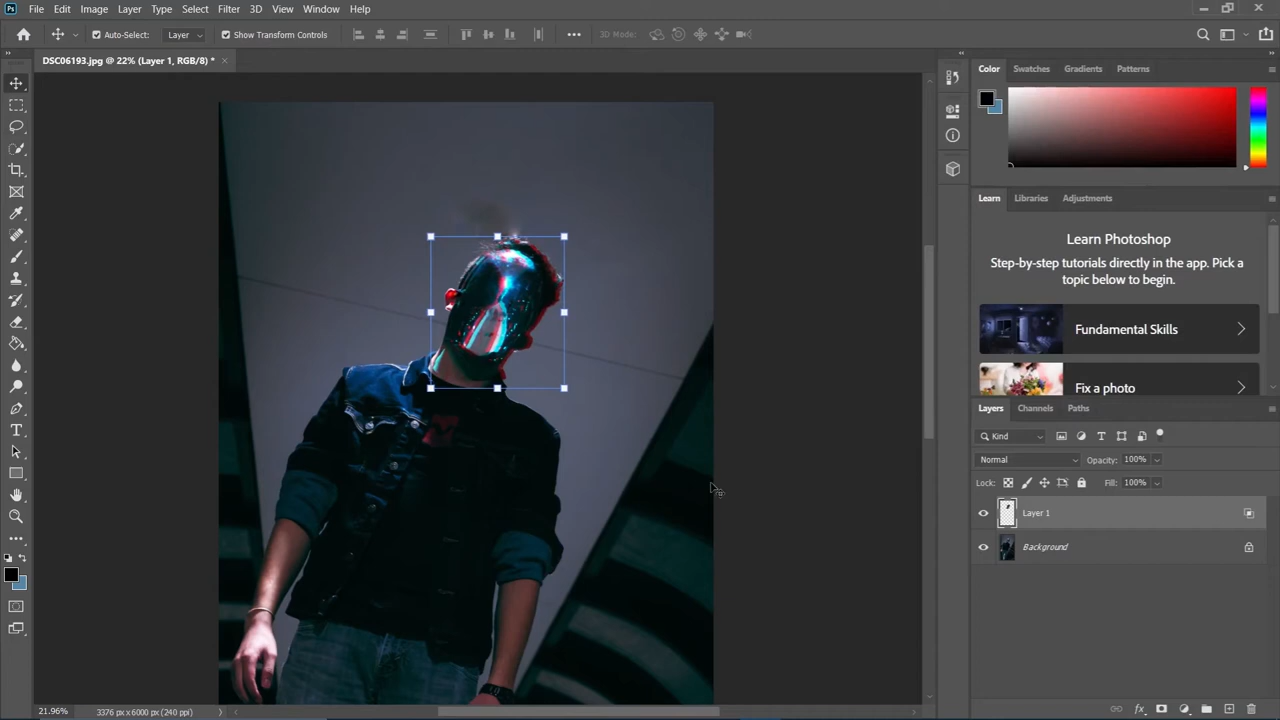 Ps File Edit Image Layer Type Select Filter 3D View Window Help
Auto-Select: Layer Show Transform Controls 3D Mode:
DSC06193.jpg @ 22% (Layer 1, RGB/8) *
Color Swatches Gradients Patterns
Learn Libraries Adjustments
Learn Photoshop
Step-by-step tutorials directly in the app. Pick a
topic below to begin.
Fundamental Skills
Fix a photo
Layers Channels Paths
Kind
Normal Opacity: 100%
Lock: Fill: 100%
Layer 1
Background
21.96% 3376 px x 6000 px (240 ppi)